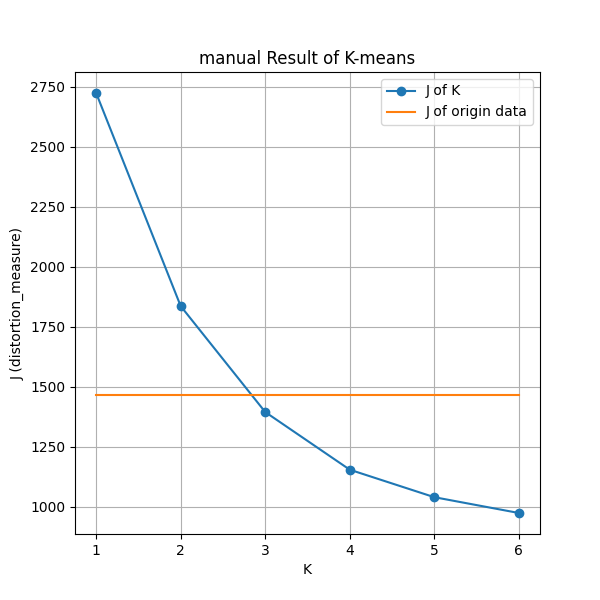 manual Result of K-means
J of K
J of origin data
J (distortion_measure)
2750
2500
2250
2000
1750
1500
1250
1000
1 2 3 4 5 6
K